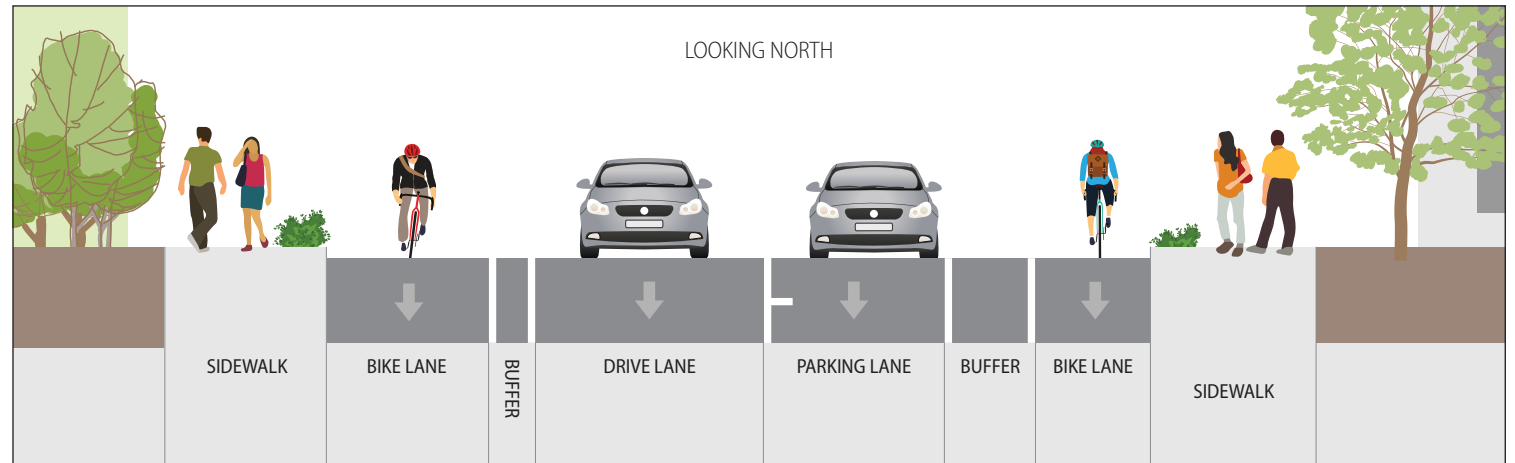 LOOKING NORTH
SIDEWALK
BIKE LANE
BUFFER
DRIVE LANE
PARKING LANE
BUFFER
BIKE LANE
SIDEWALK